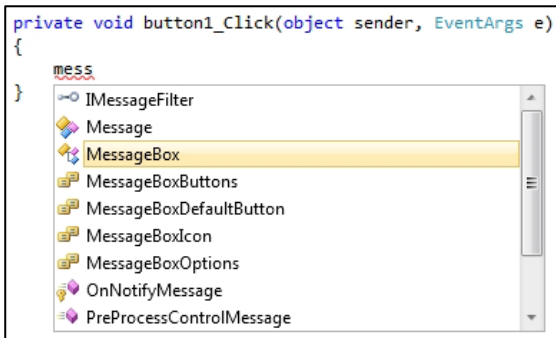 private void button1_Click(object sender, EventArgs e)
{
mess
}
IMessageFilter
Message
MessageBox
MessageBoxButtons
MessageBoxDefaultButton
MessageBoxIcon
MessageBoxOptions
OnNotifyMessage
PreProcessControlMessage